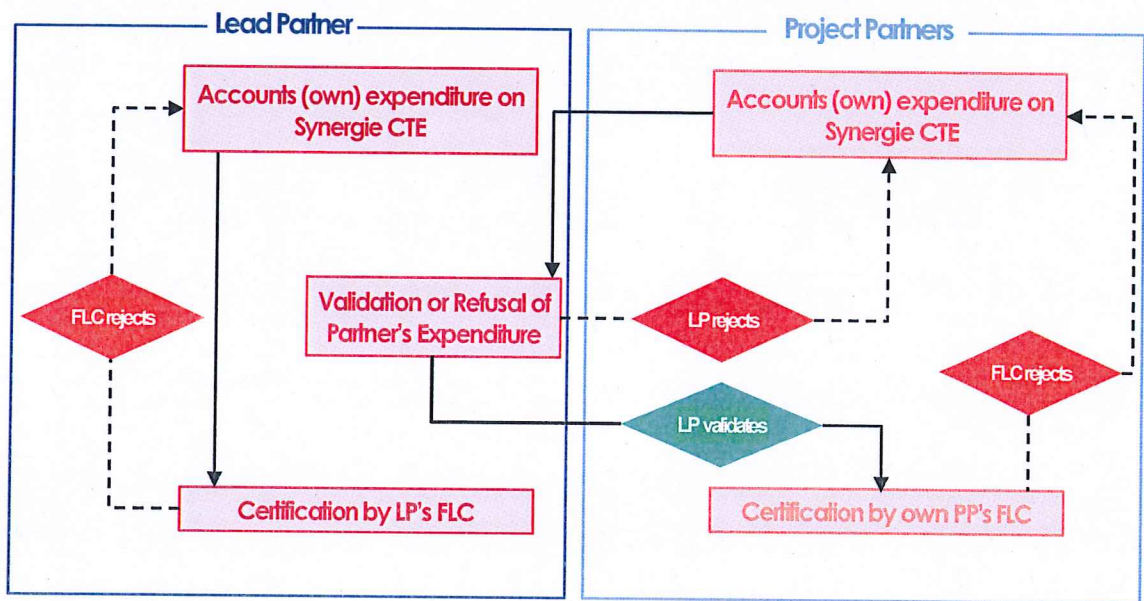 Lead Partner
Project Partners
Accounts (own) expenditure on
Synergie CTE
Accounts (own) expenditure on
Synergie CTE
FLC rejects
Validation or Refusal of
Partner's Expenditure
LP rejects
FLC rejects
LP validates
Certification by LP's FLC
Certification by own PP's FLC